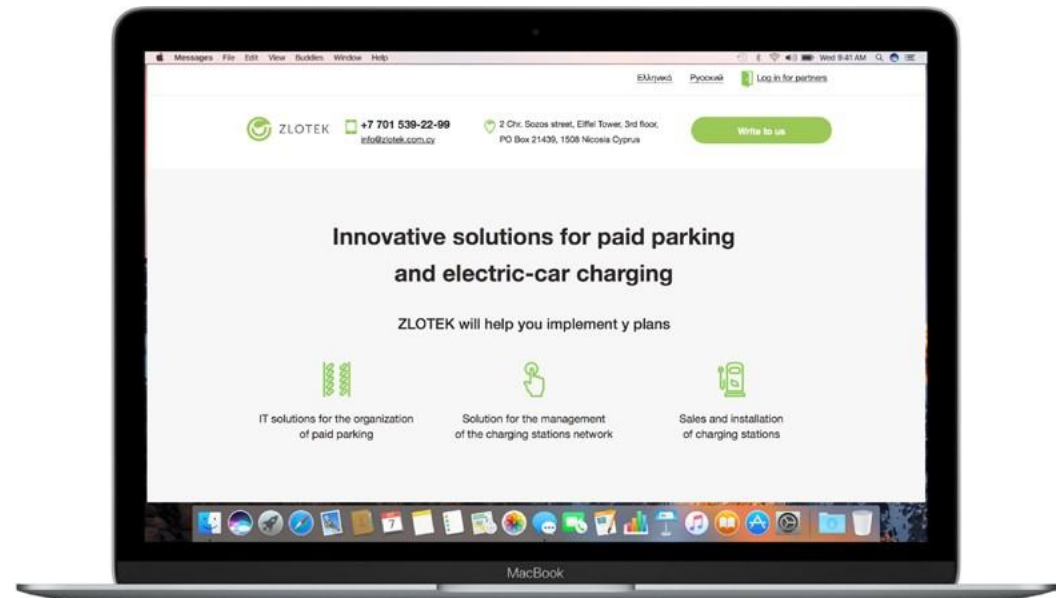 Messages File Edit View Buddies Window Help
Wed 9:41 AM
Ελληνικά Русский Log in for partners
ZLOTEK
+7 701 539-22-99
info@zlotek.com.cy
2 Chr. Sozos street, Eiffel Tower, 3rd floor,
PO Box 21439, 1508 Nicosia Cyprus
Write to us
Innovative solutions for paid parking
and electric-car charging
ZLOTEK will help you implement y plans
IT solutions for the organization
of paid parking
Solution for the management
of the charging stations network
Sales and installation
of charging stations
7
MacBook